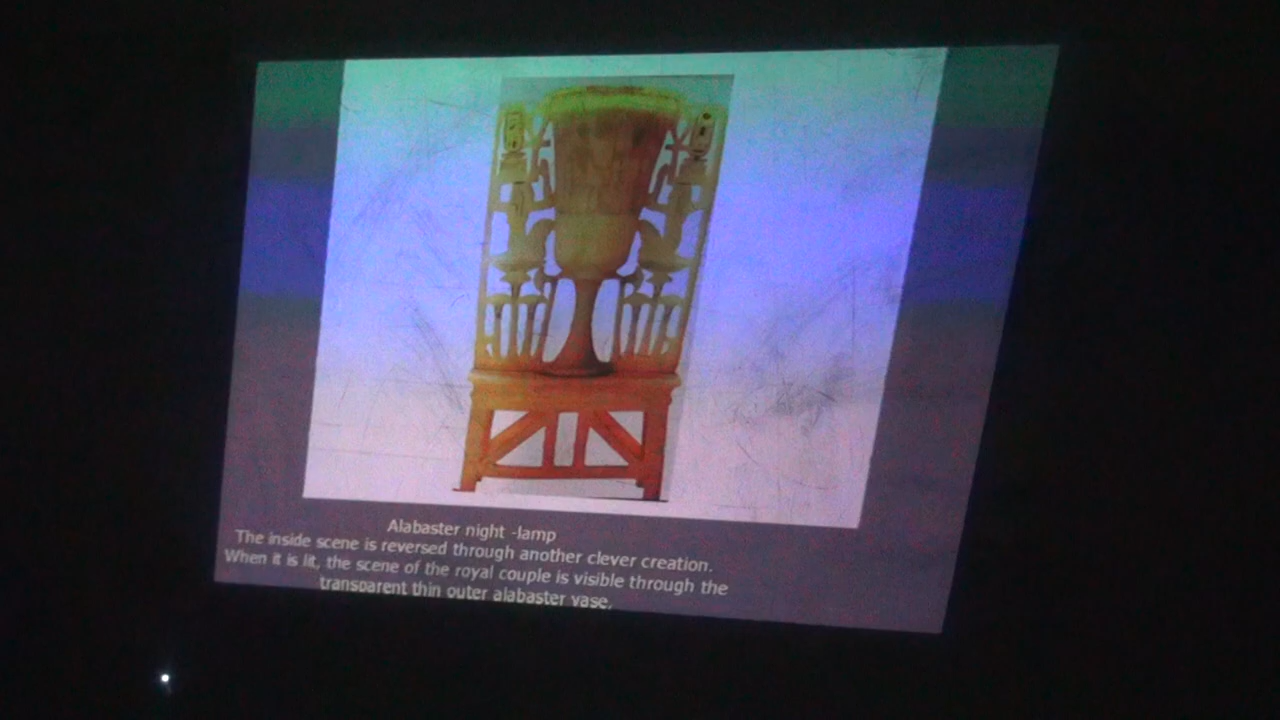 Alabaster night -lamp
The inside scene is reversed through another clever creation.
When it is lit, the scene of the royal couple is visible through the
transparent thin outer alabaster vase.